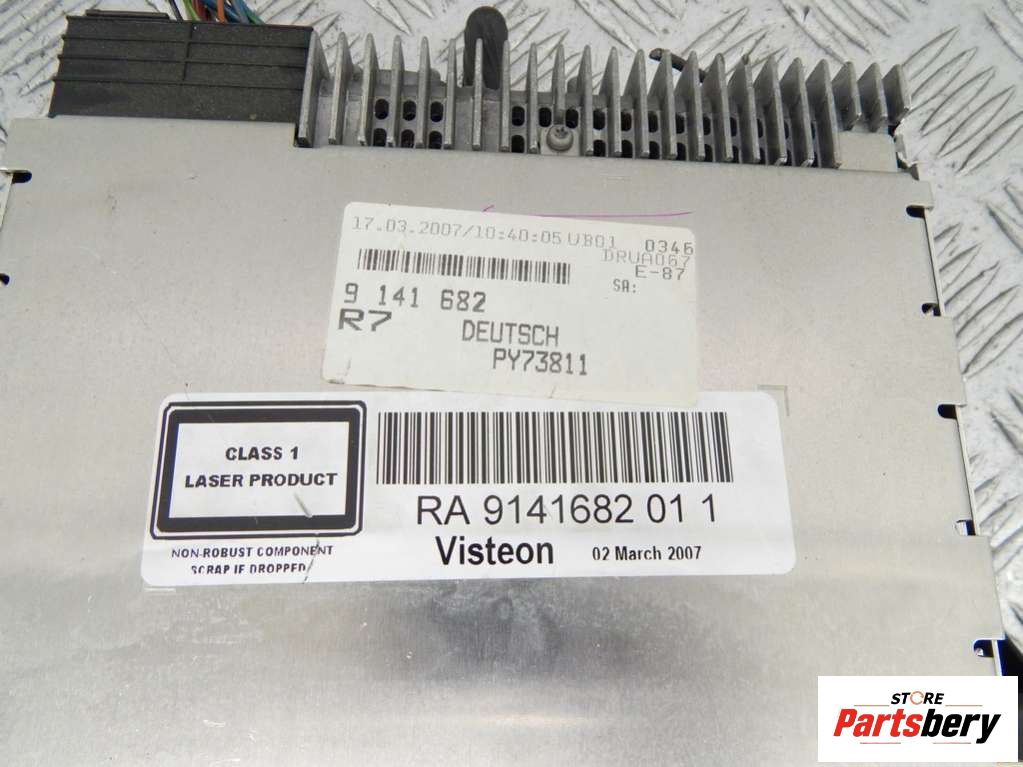 17.03.2007/10:40:05 UB01 0346
DRUA067
E-87
SA:
9 141 682
R7
DEUTSCH
PY73811
CLASS 1
LASER PRODUCT
NON-ROBUST COMPONENT
SCRAP IF DROPPED
RA 9141682 01 1
Visteon 02 March 2007
STORE
Partsbery